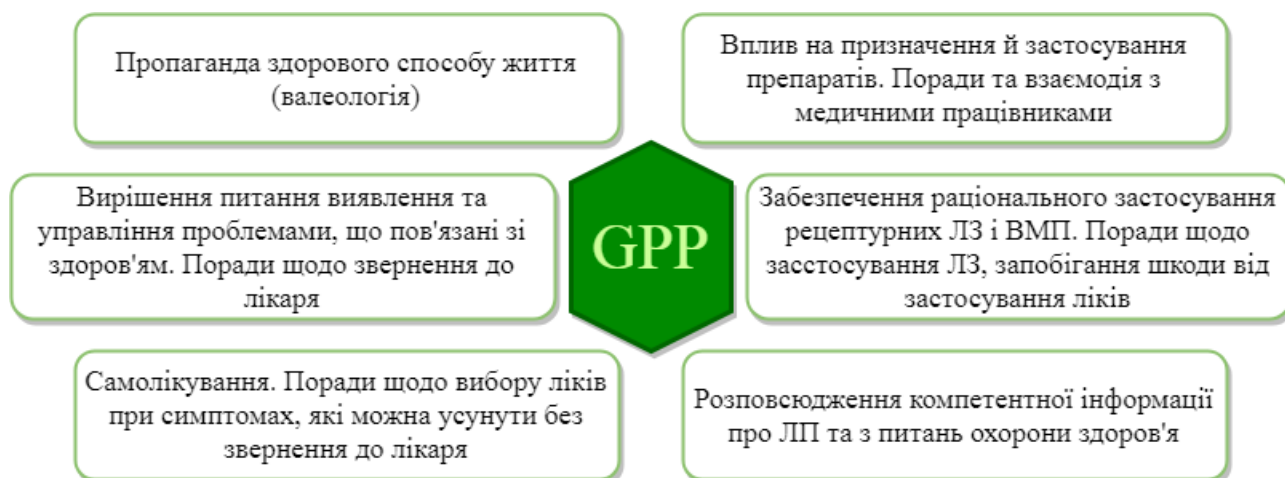 Пропаганда здорового способу життя
(валеологія)
Вплив на призначення й застосування
препаратів. Поради та взаємодія з
медичними працівниками
Вирішення питання виявлення та
управління проблемами, що пов'язані зі
здоров'ям. Поради щодо звернення до
лікаря
GPP
Забезпечення раціонального застосування
рецептурних ЛЗ і ВМП. Поради щодо
засстосування ЛЗ, запобігання шкоди від
застосування ліків
Самолікування. Поради щодо вибору ліків
при симптомах, які можна усунути без
звернення до лікаря
Розповсюдження компетентної інформації
про ЛП та з питань охорони здоров'я